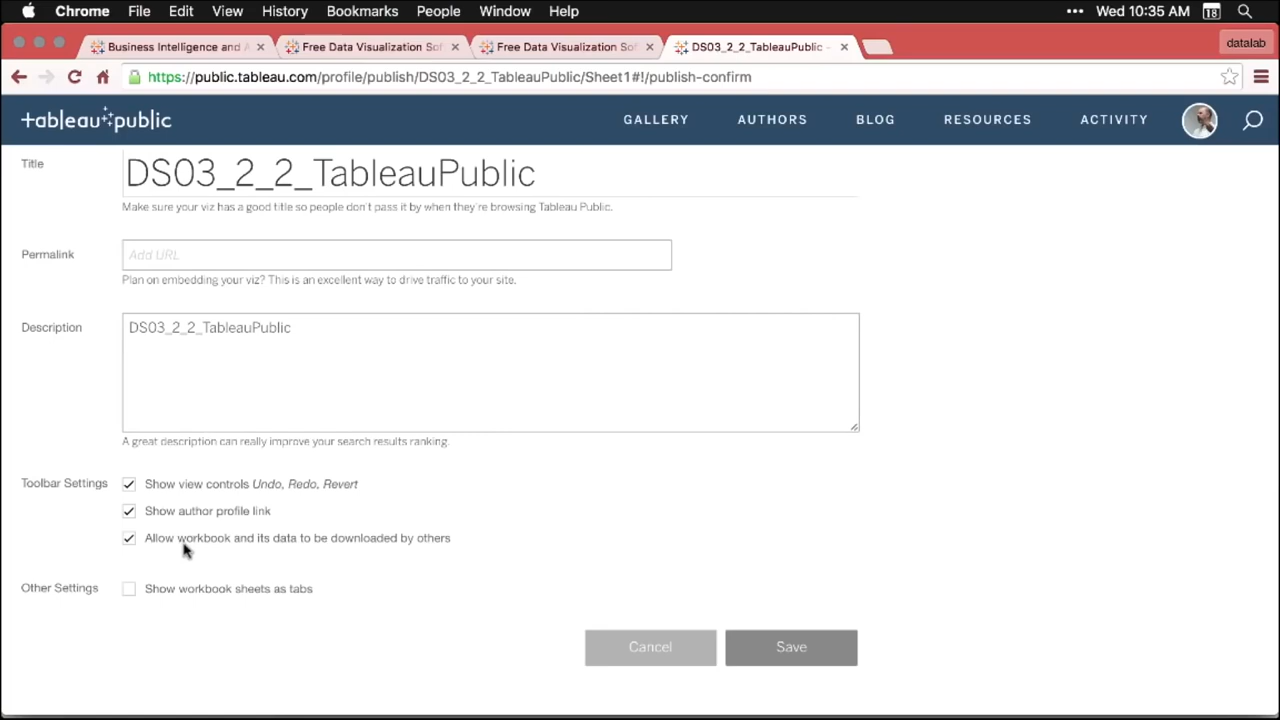 Chrome File Edit View History Bookmarks People Window Help ••• Wed 10:35 AM 18
Business Intelligence and A
Free Data Visualization Sof
Free Data Visualization Sof
DS03_2_2_TableauPublic -
datalab
https://public.tableau.com/profile/publish/DS03_2_2_TableauPublic/Sheet1#!/publish-confirm
+ableau public
GALLERY AUTHORS BLOG RESOURCES ACTIVITY
Title DS03_2_2_TableauPublic
Make sure your viz has a good title so people don't pass it by when they're browsing Tableau Public.
Permalink Add URL
Plan on embedding your viz? This is an excellent way to drive traffic to your site.
Description DS03_2_2_TableauPublic
A great description can really improve your search results ranking.
Toolbar Settings Show view controls Undo, Redo, Revert
Show author profile link
Allow workbook and its data to be downloaded by others
Other Settings Show workbook sheets as tabs
Cancel Save